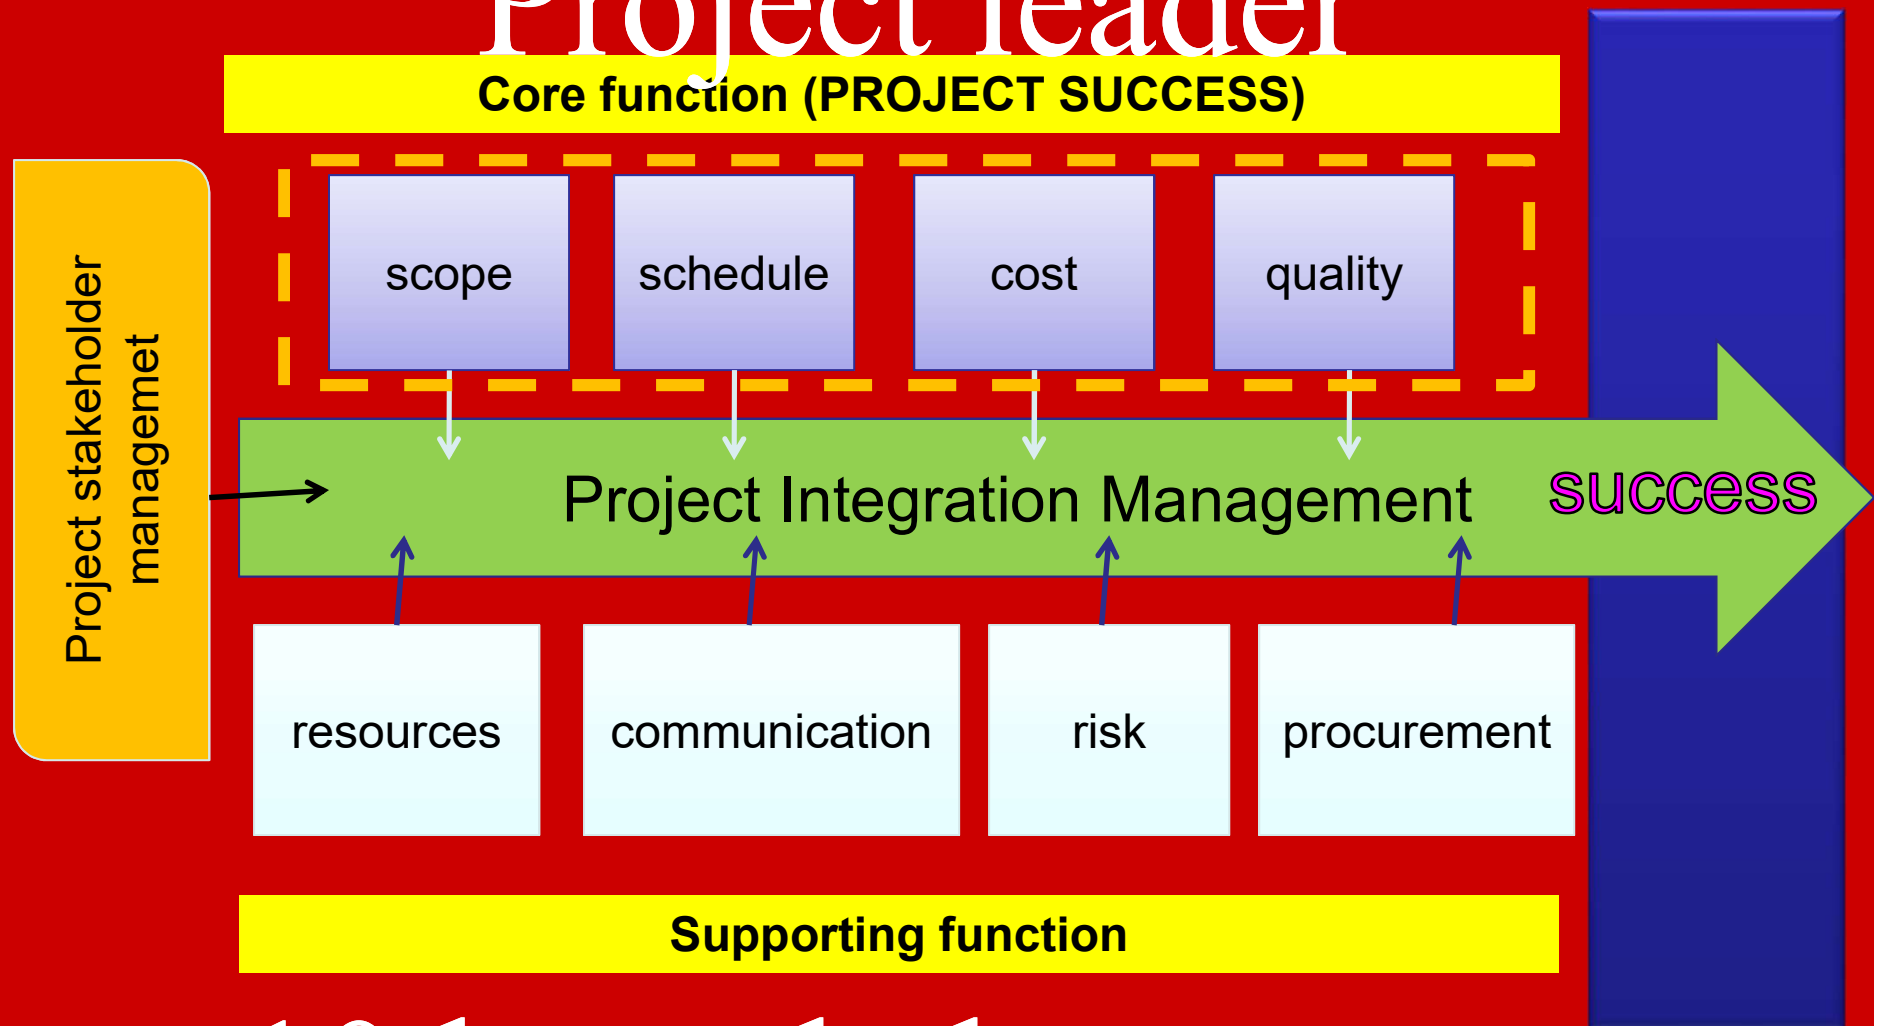 Project leader
Core function (PROJECT SUCCESS)
scope
schedule
cost
quality
Project stakeholder
managemet
Project Integration Management
success
resources
communication
risk
procurement
Supporting function